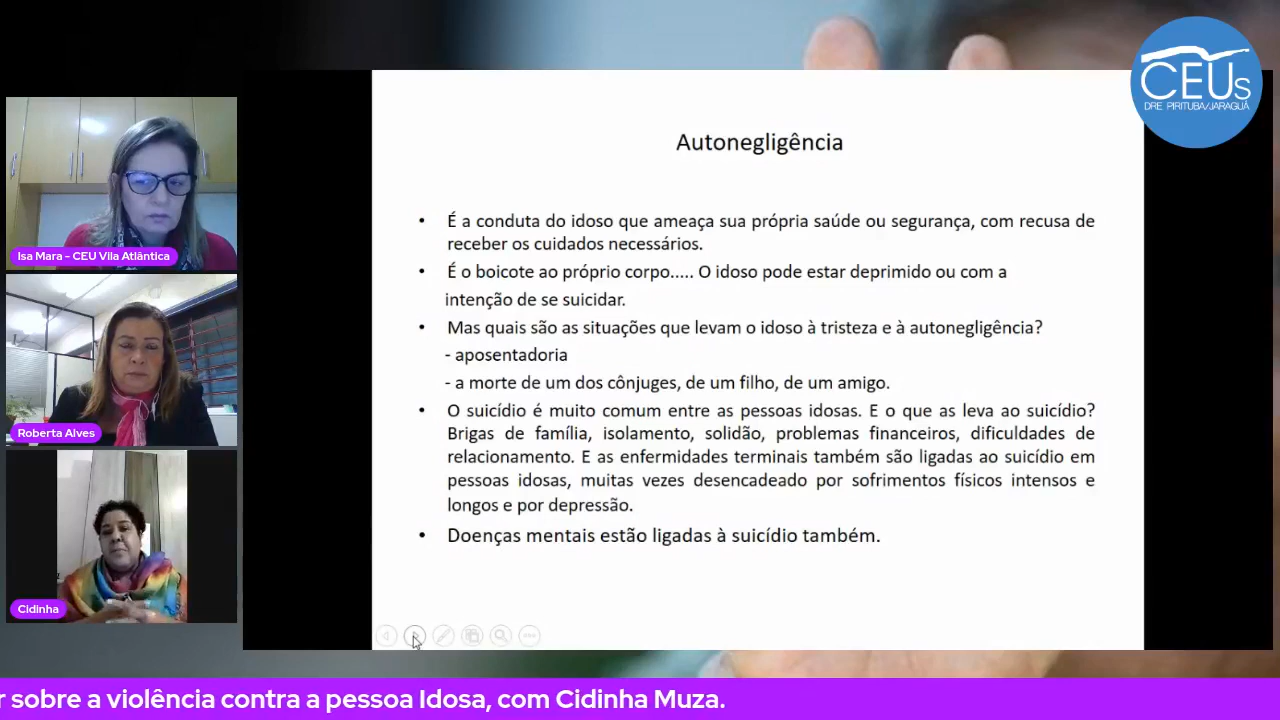 CEUs
DRE PIRITUBA/JARAGUÁ
Autonegligência
• É a conduta do idoso que ameaça sua própria saúde ou segurança, com recusa de
receber os cuidados necessários.
• É o boicote ao próprio corpo..... O idoso pode estar deprimido ou com a
intenção de se suicidar.
• Mas quais são as situações que levam o idoso à tristeza e à autonegligência?
- aposentadoria
- a morte de um dos cônjuges, de um filho, de um amigo.
• O suicídio é muito comum entre as pessoas idosas. E o que as leva ao suicídio?
Brigas de família, isolamento, solidão, problemas financeiros, dificuldades de
relacionamento. E as enfermidades terminais também são ligadas ao suicídio em
pessoas idosas, muitas vezes desencadeado por sofrimentos físicos intensos e
longos e por depressão.
• Doenças mentais estão ligadas à suicídio também.
Isa Mara - CEU Vila Atlântica
Roberta Alves
Cidinha
r sobre a violência contra a pessoa Idosa, com Cidinha Muza.